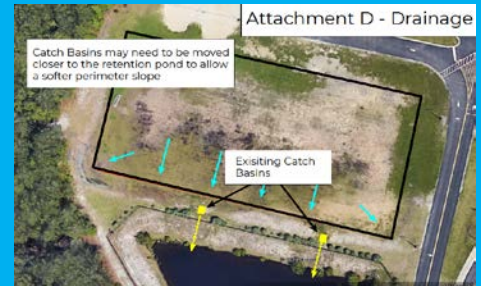 Attachment D - Drainage
Catch Basins may need to be moved
closer to the retention pond to allow
a softer perimeter slope
Exisiting Catch
Basins